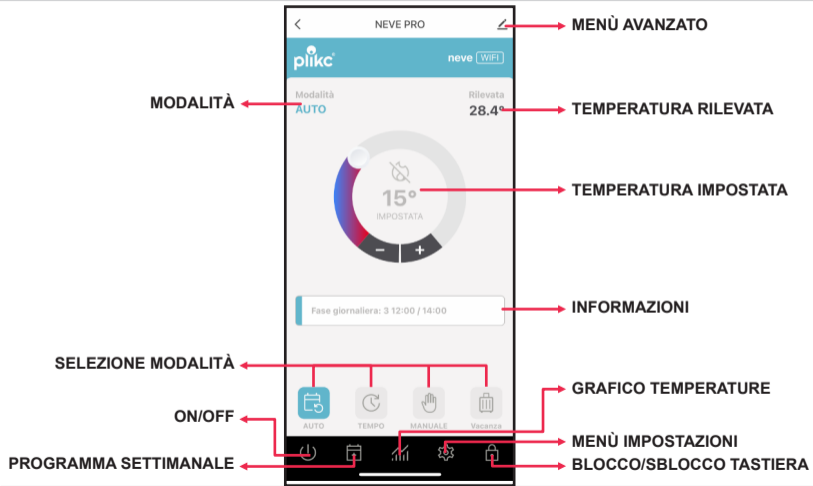 NEVE PRO
MENÙ AVANZATO
plikc
neve WIFI
MODALITÀ
Modalità
AUTO
Rilevata
28.4°
TEMPERATURA RILEVATA
15°
IMPOSTATA
TEMPERATURA IMPOSTATA
- +
Fase giornaliera: 3 12:00 / 14:00
INFORMAZIONI
SELEZIONE MODALITÀ
GRAFICO TEMPERATURE
AUTO TEMPO MANUALE Vacanza
ON/OFF
MENÙ IMPOSTAZIONI
PROGRAMMA SETTIMANALE
BLOCCO/SBLOCCO TASTIERA